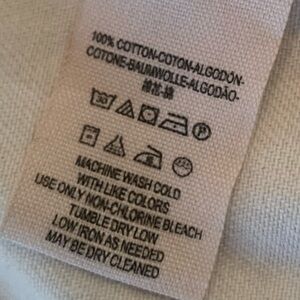 100% COTTON-COTON-ALGODÓN-
COTONE-BAUMWOLLE-ALGODÃO-
MACHINE WASH COLD
WITH LIKE COLORS
USE ONLY NON-CHLORINE BLEACH
TUMBLE DRY LOW
LOW IRON AS NEEDED
MAY BE DRY CLEANED